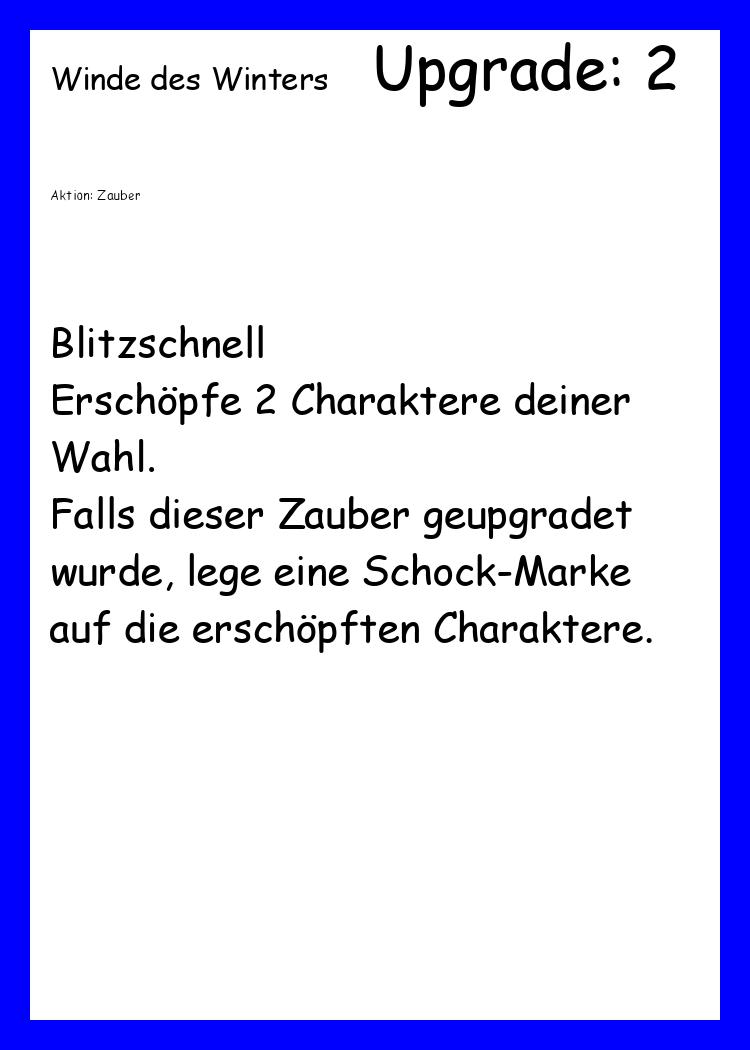 Winde des Winters Upgrade: 2
Aktion: Zauber
Blitzschnell
Erschöpfe 2 Charaktere deiner
Wahl.
Falls dieser Zauber geupgradet
wurde, lege eine Schock-Marke
auf die erschöpften Charaktere.